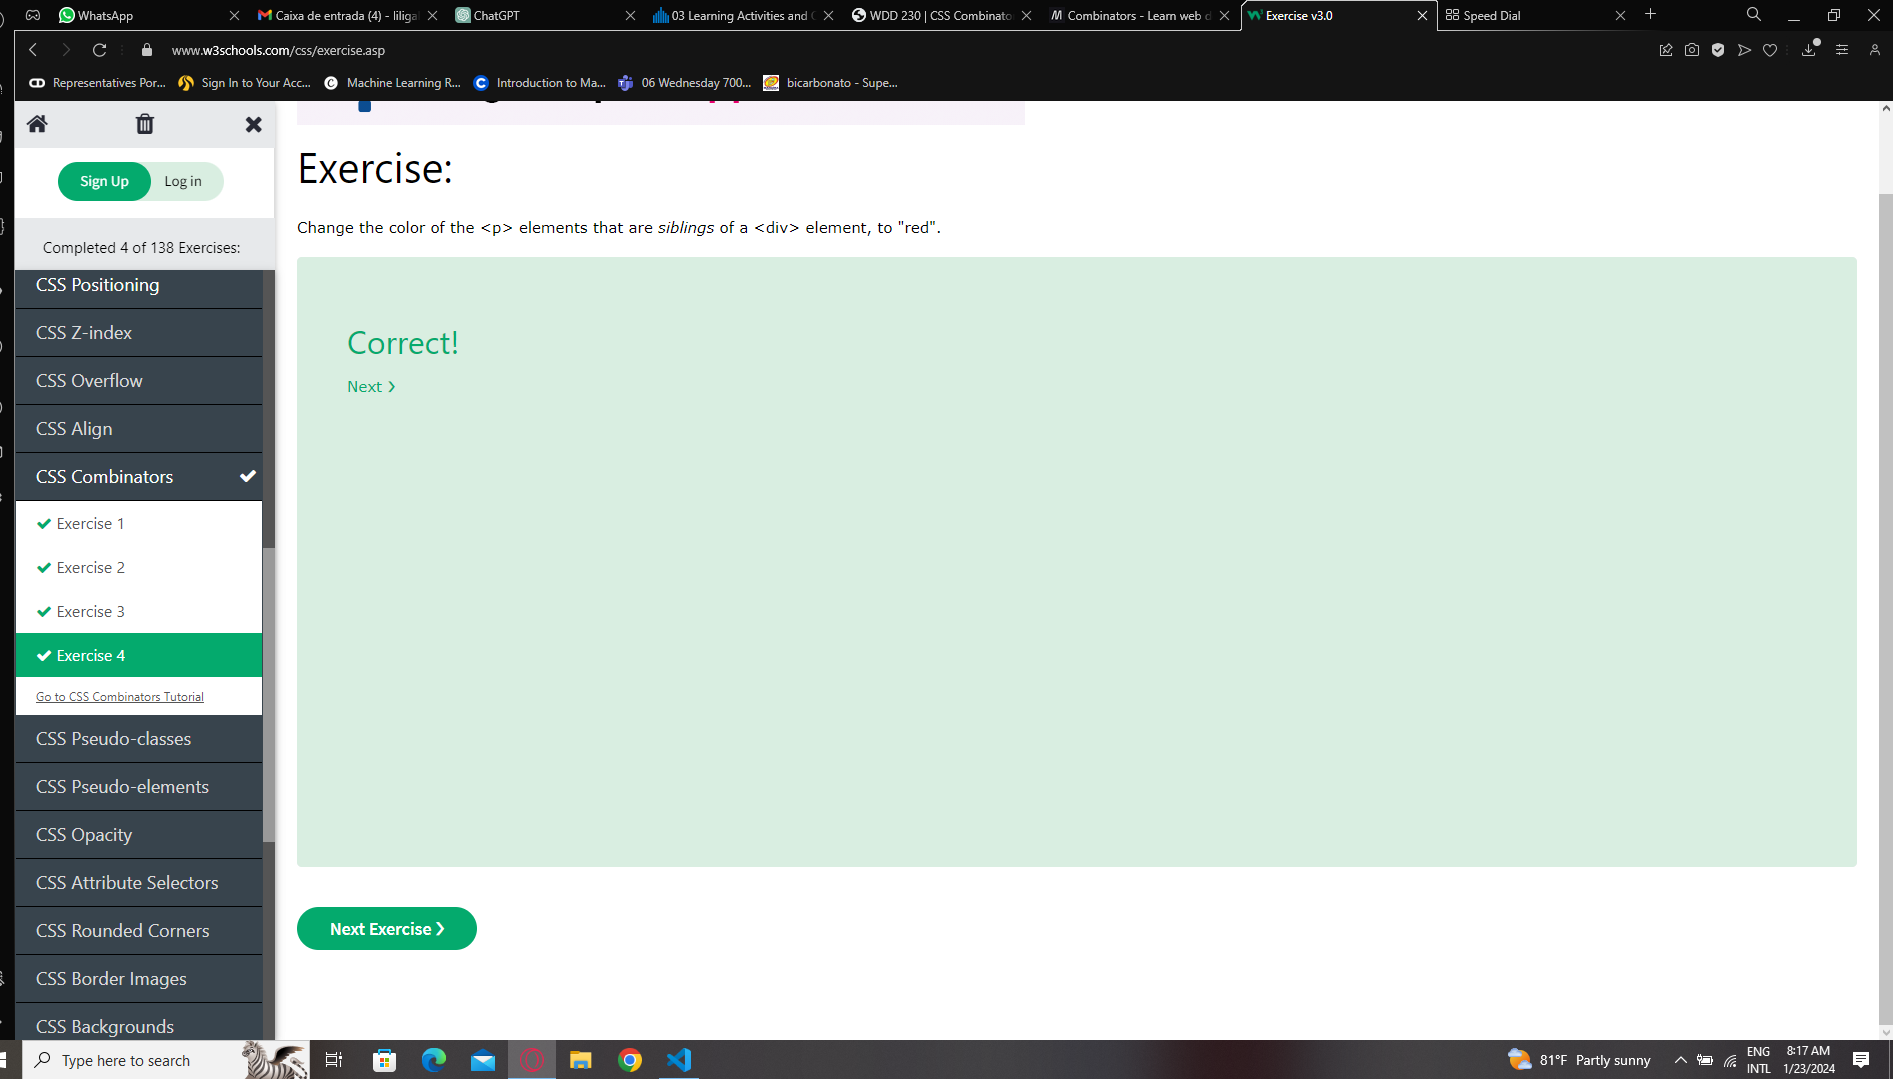 WhatsApp
Caixa de entrada (4) - liliga
ChatGPT
03 Learning Activities and
WDD 230 | CSS Combinato
Combinators - Learn web d
Exercise v3.0
Speed Dial
www.w3schools.com/css/exercise.asp
Representatives Por...
Sign In to Your Acc...
Machine Learning R...
Introduction to Ma...
06 Wednesday 700...
bicarbonato - Supe...
Sign Up
Log in
Completed 4 of 138 Exercises:
CSS Positioning
CSS Z-index
CSS Overflow
CSS Align
CSS Combinators
Exercise 1
Exercise 2
Exercise 3
Exercise 4
Go to CSS Combinators Tutorial
CSS Pseudo-classes
CSS Pseudo-elements
CSS Opacity
CSS Attribute Selectors
CSS Rounded Corners
CSS Border Images
CSS Backgrounds
Exercise:
Change the color of the <p> elements that are siblings of a <div> element, to "red".
Correct!
Next ❯
Next Exercise ❯
Type here to search
81°F Partly sunny
ENG
INTL
8:17 AM
1/23/2024